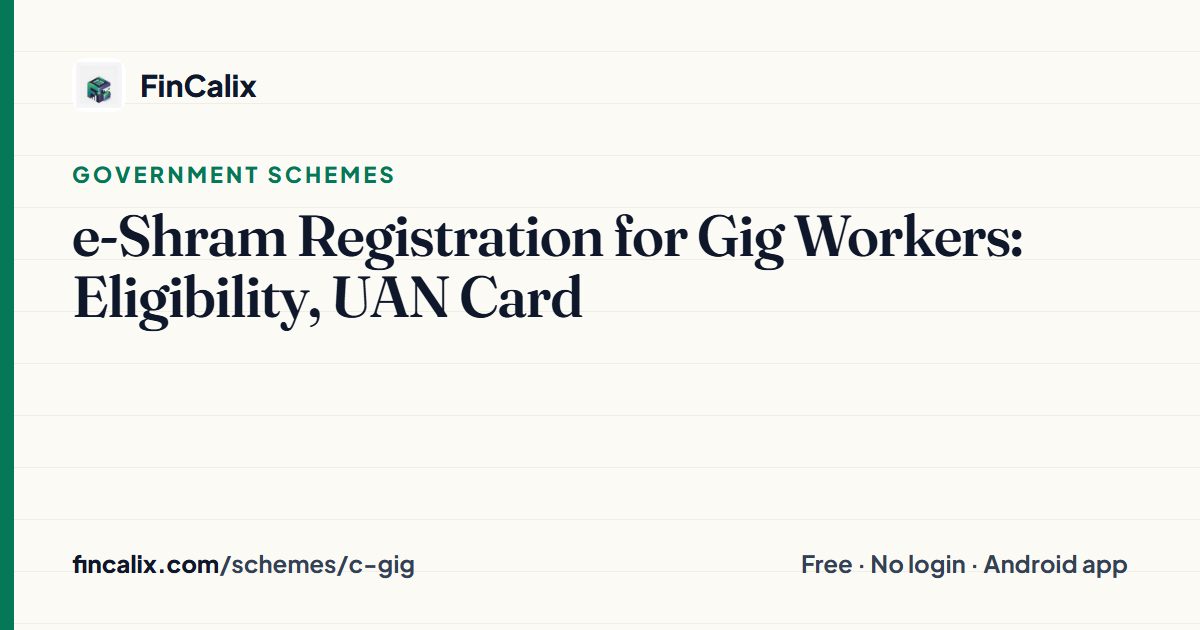 FinCalix
GOVERNMENT SCHEMES
e-Shram Registration for Gig Workers:
Eligibility, UAN Card
fincalix.com/schemes/c-gig
Free · No login · Android app